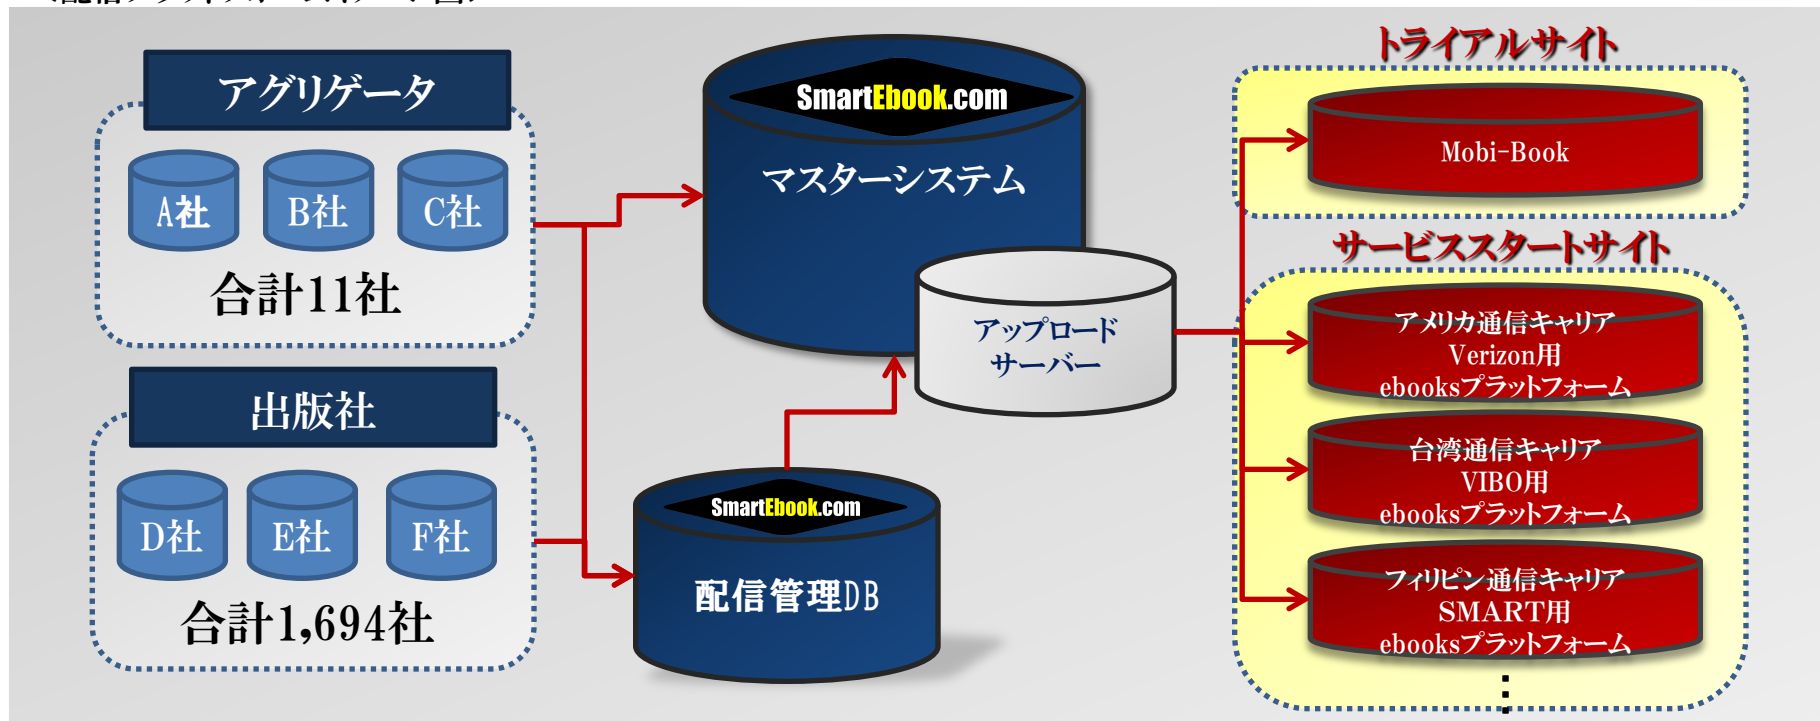 アグリゲータ
A社
B社
C社
合計11社
出版社
D社
E社
F社
合計1,694社
SmartEbook.com
マスターシステム
アップロード
サーバー
SmartEbook.com
配信管理DB
トライアルサイト
Mobi-Book
サービススタートサイト
アメリカ通信キャリア
Verizon用
ebooksプラットフォーム
台湾通信キャリア
VIBO用
ebooksプラットフォーム
フィリピン通信キャリア
SMART用
ebooksプラットフォーム